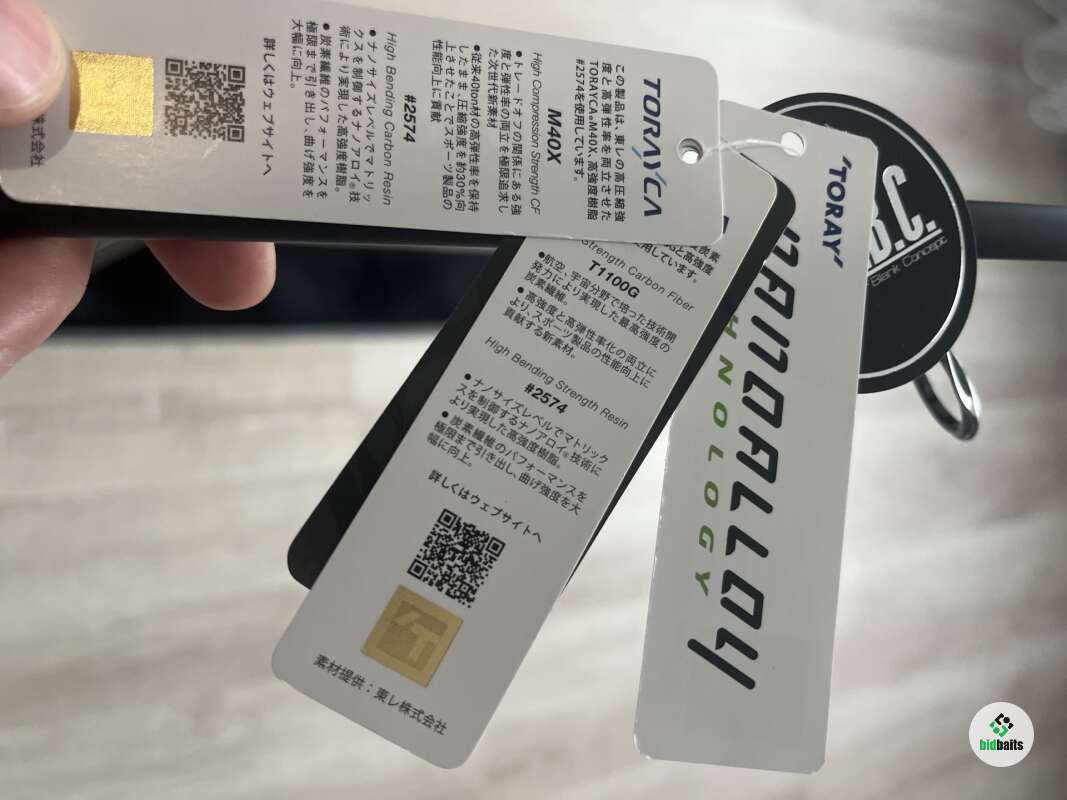 TORAYCA
この製品は、東レの高圧縮強
度と高弾性率を両立させた
TORAYCA®M40X、高強度樹脂
#2574を使用しています。
High Compression Strength CF
M40X
●トレードオフの関係にある強
度と弾性率の両立を極限追求し
た次世代新素材
●従来40ton材の高弾性率を保持
したまま圧縮強度を約30%向
上させたことでスポーツ製品の
性能向上に貢献
High Bending Carbon Resin
#2574
●ナノサイズレベルでマトリッ
クスを制御するナノアロイ®技
術により実現した高強度樹脂。
●炭素繊維のパフォーマンスを
極限まで引き出し、曲げ強度を
大幅に向上。
詳しくはウェブサイトへ
株式会社
Strength Carbon Fiber
T1100G
●航空、宇宙分野で培った技術開
発力により実現した最高強度の
炭素繊維。
●高強度と高弾性率化の両立に
より、スポーツ製品の性能向上に
貢献する新素材。
High Bending Strength Resin
#2574
●ナノサイズレベルでマトリック
スを制御するナノアロイ®技術に
より実現した高強度樹脂。
●炭素繊維のパフォーマンスを
極限まで引き出し、曲げ強度を大
幅に向上。
詳しくはウェブサイトへ
素材提供：東レ株式会社
'TORAY'
NANOALLOY
HNOLOGY
B.C.
Blank Concept
bidbaits